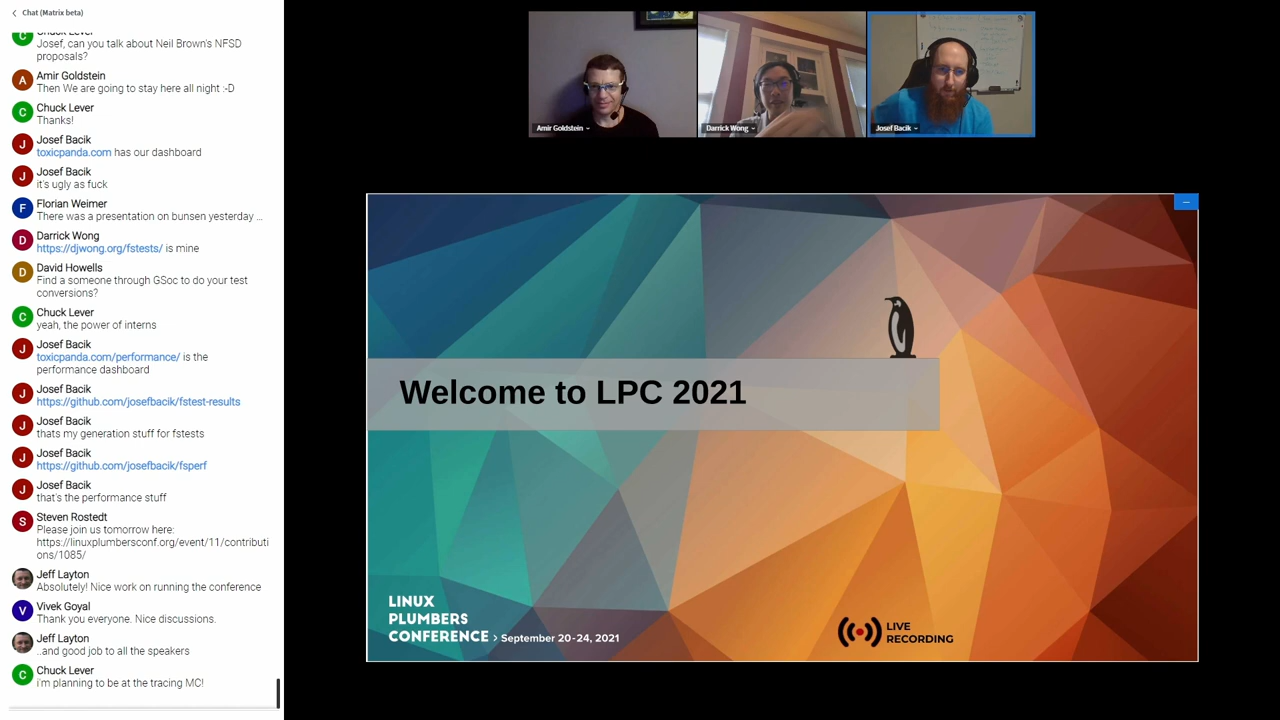 Chat (Matrix beta)
C
Chuck Lever
Josef, can you talk about Neil Brown's NFSD
proposals?
A
Amir Goldstein
Then We are going to stay here all night :-D
C
Chuck Lever
Thanks!
J
Josef Bacik
toxicpanda.com has our dashboard
J
Josef Bacik
it's ugly as fuck
F
Florian Weimer
There was a presentation on bunsen yesterday ...
D
Darrick Wong
https://djwong.org/fstests/ is mine
D
David Howells
Find a someone through GSoc to do your test
conversions?
C
Chuck Lever
yeah, the power of interns
J
Josef Bacik
toxicpanda.com/performance/ is the
performance dashboard
J
Josef Bacik
https://github.com/josefbacik/fstest-results
J
Josef Bacik
thats my generation stuff for fstests
J
Josef Bacik
https://github.com/josefbacik/fsperf
J
Josef Bacik
that's the performance stuff
S
Steven Rostedt
Please join us tomorrow here:
https://linuxplumbersconf.org/event/11/contributi
ons/1085/
Jeff Layton
Absolutely! Nice work on running the conference
V
Vivek Goyal
Thank you everyone. Nice discussions.
Jeff Layton
..and good job to all the speakers
C
Chuck Lever
i'm planning to be at the tracing MC!
Amir Goldstein
Darrick Wong
Josef Bacik
Welcome to LPC 2021
LINUX
PLUMBERS
CONFERENCE > September 20-24, 2021
LIVE
RECORDING